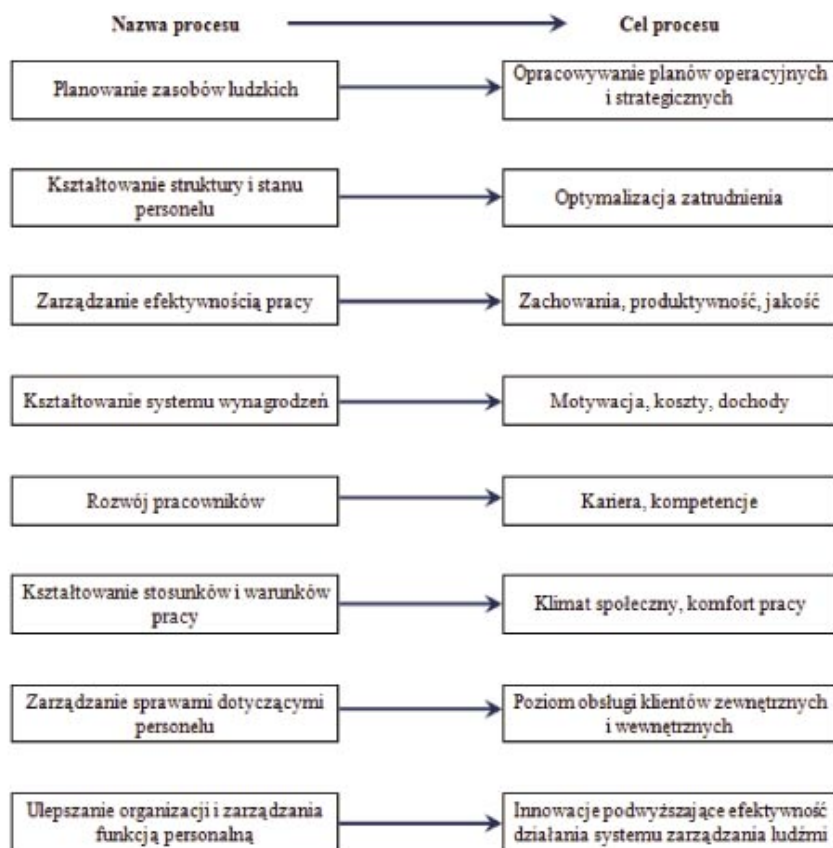 Nazwa procesu
Cel procesu
Planowanie zasobów ludzkich
Opracowywanie planów operacyjnych
i strategicznych
Kształtowanie struktury i stanu
personelu
Optymalizacja zatrudnienia
Zarządzanie efektywnością pracy
Zachowania, produktywność, jakość
Kształtowanie systemu wynagrodzeń
Motywacja, koszty, dochody
Rozwój pracowników
Kariera, kompetencje
Kształtowanie stosunków i warunków
pracy
Klimat społeczny, komfort pracy
Zarządzanie sprawami dotyczącymi
personelu
Poziom obsługi klientów zewnętrznych
i wewnętrznych
Ulepszanie organizacji i zarządzania
funkcją personalną
Innowacje podwyższające efektywność
działania systemu zarządzania ludźmi